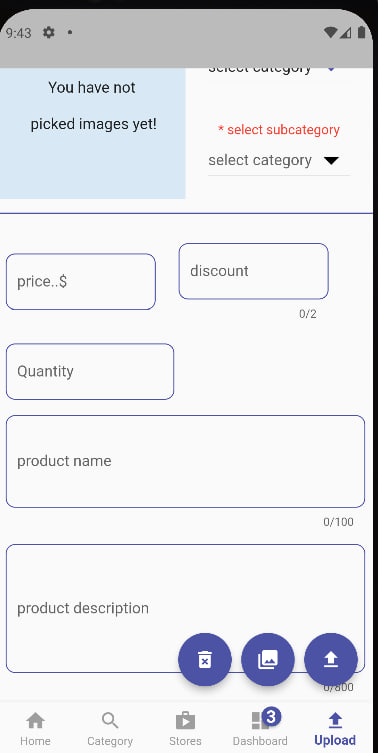 9:43
You have not
picked images yet!
select category
* select subcategory
select category
price..$
discount
0/2
Quantity
product name
0/100
product description
0/800
3
Home
Category
Stores
Dashboard
Upload